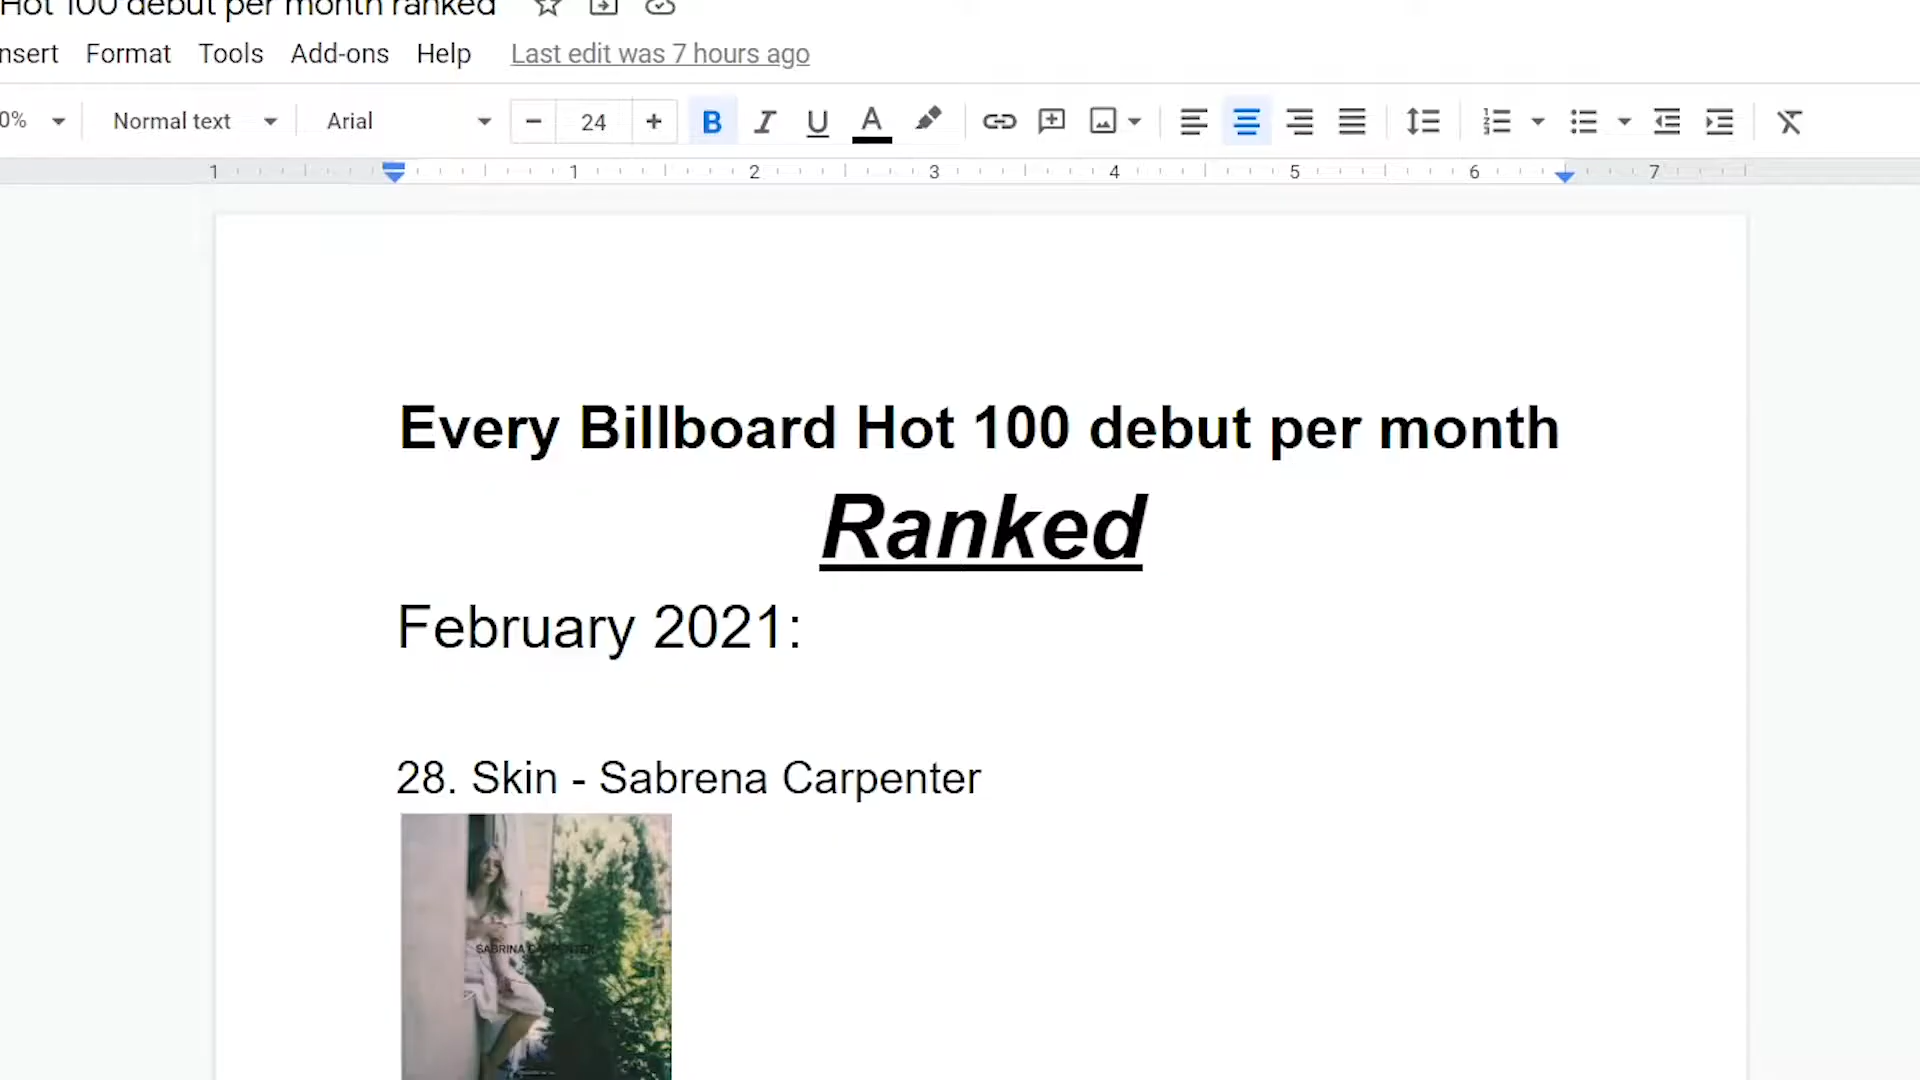 Hot 100 debut per month ranked
nsert Format Tools Add-ons Help Last edit was 7 hours ago
0% Normal text Arial − 24 + B I U A
1 1 2 3 4 5 6 7
Every Billboard Hot 100 debut per month
Ranked
February 2021:
28. Skin - Sabrena Carpenter
SABRINA CARPENTER